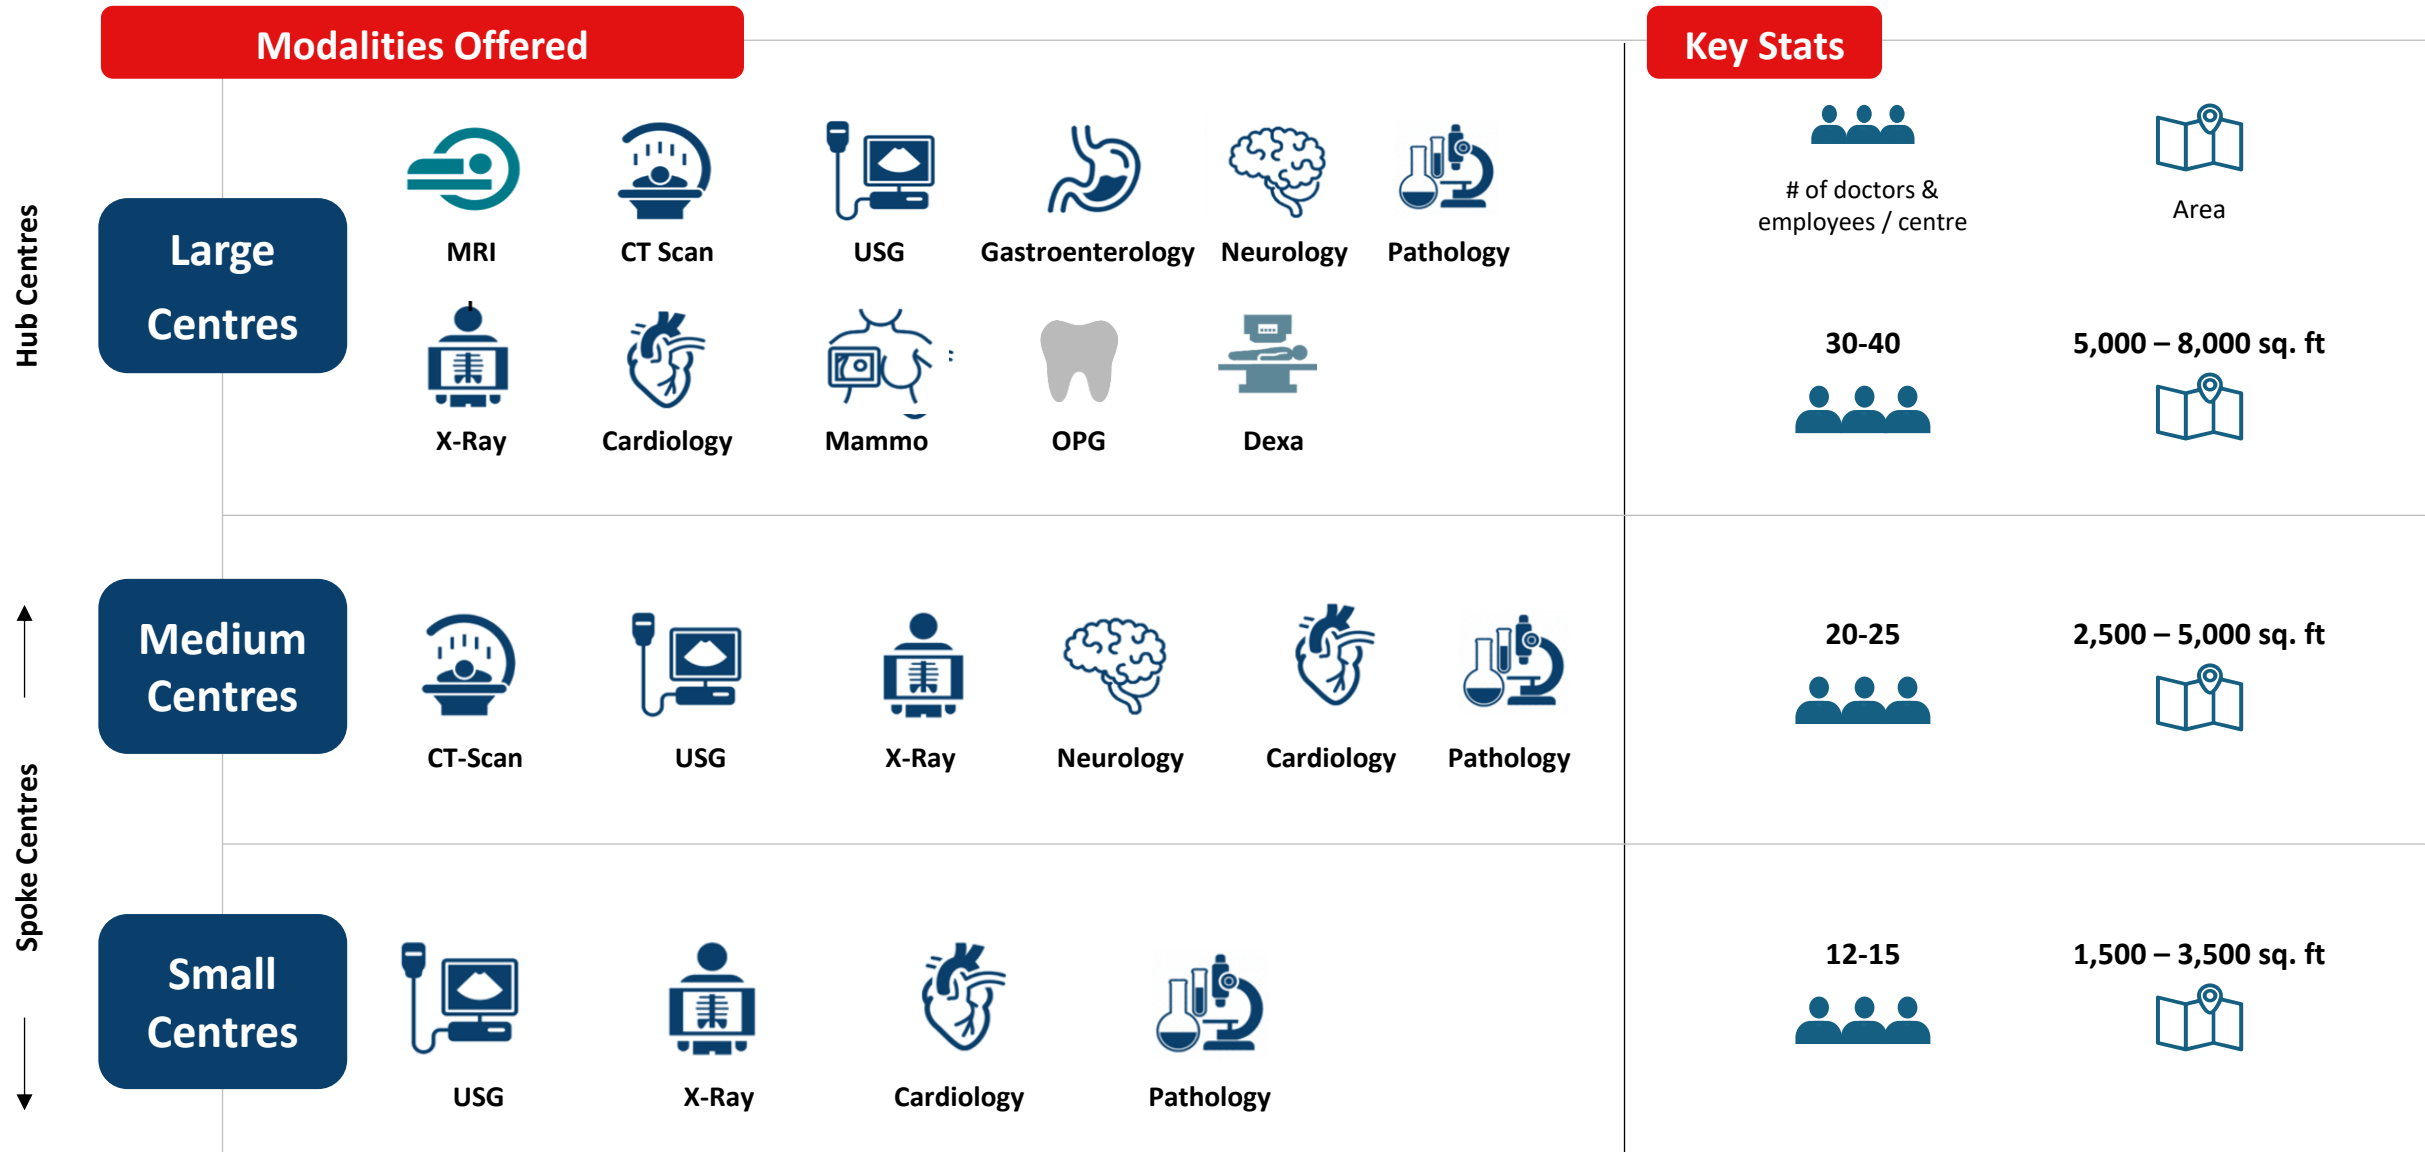 Modalities Offered
Key Stats
Hub Centres
Large
Centres
MRI
CT Scan
USG
Gastroenterology
Neurology
Pathology
# of doctors &
employees / centre
Area
X-Ray
Cardiology
Mammo
OPG
Dexa
30-40
5,000 – 8,000 sq. ft
Spoke Centres
Medium
Centres
CT-Scan
USG
X-Ray
Neurology
Cardiology
Pathology
20-25
2,500 – 5,000 sq. ft
Small
Centres
USG
X-Ray
Cardiology
Pathology
12-15
1,500 – 3,500 sq. ft